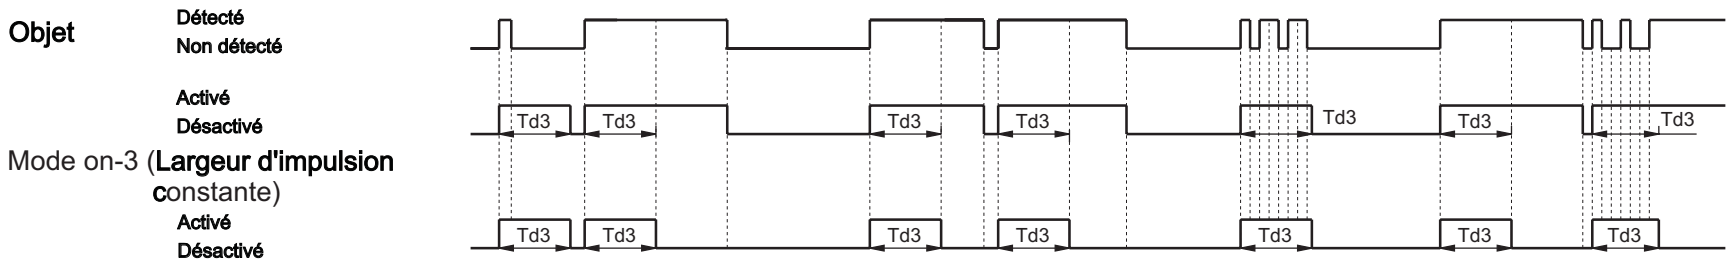 Détecté
Objet
Non détecté
Activé
Désactivé
Td3 Td3 Td3 Td3 Td3 Td3 Td3
Mode on-3 (Largeur d'impulsion
constante)
Activé
Désactivé
Td3 Td3 Td3 Td3 Td3 Td3 Td3